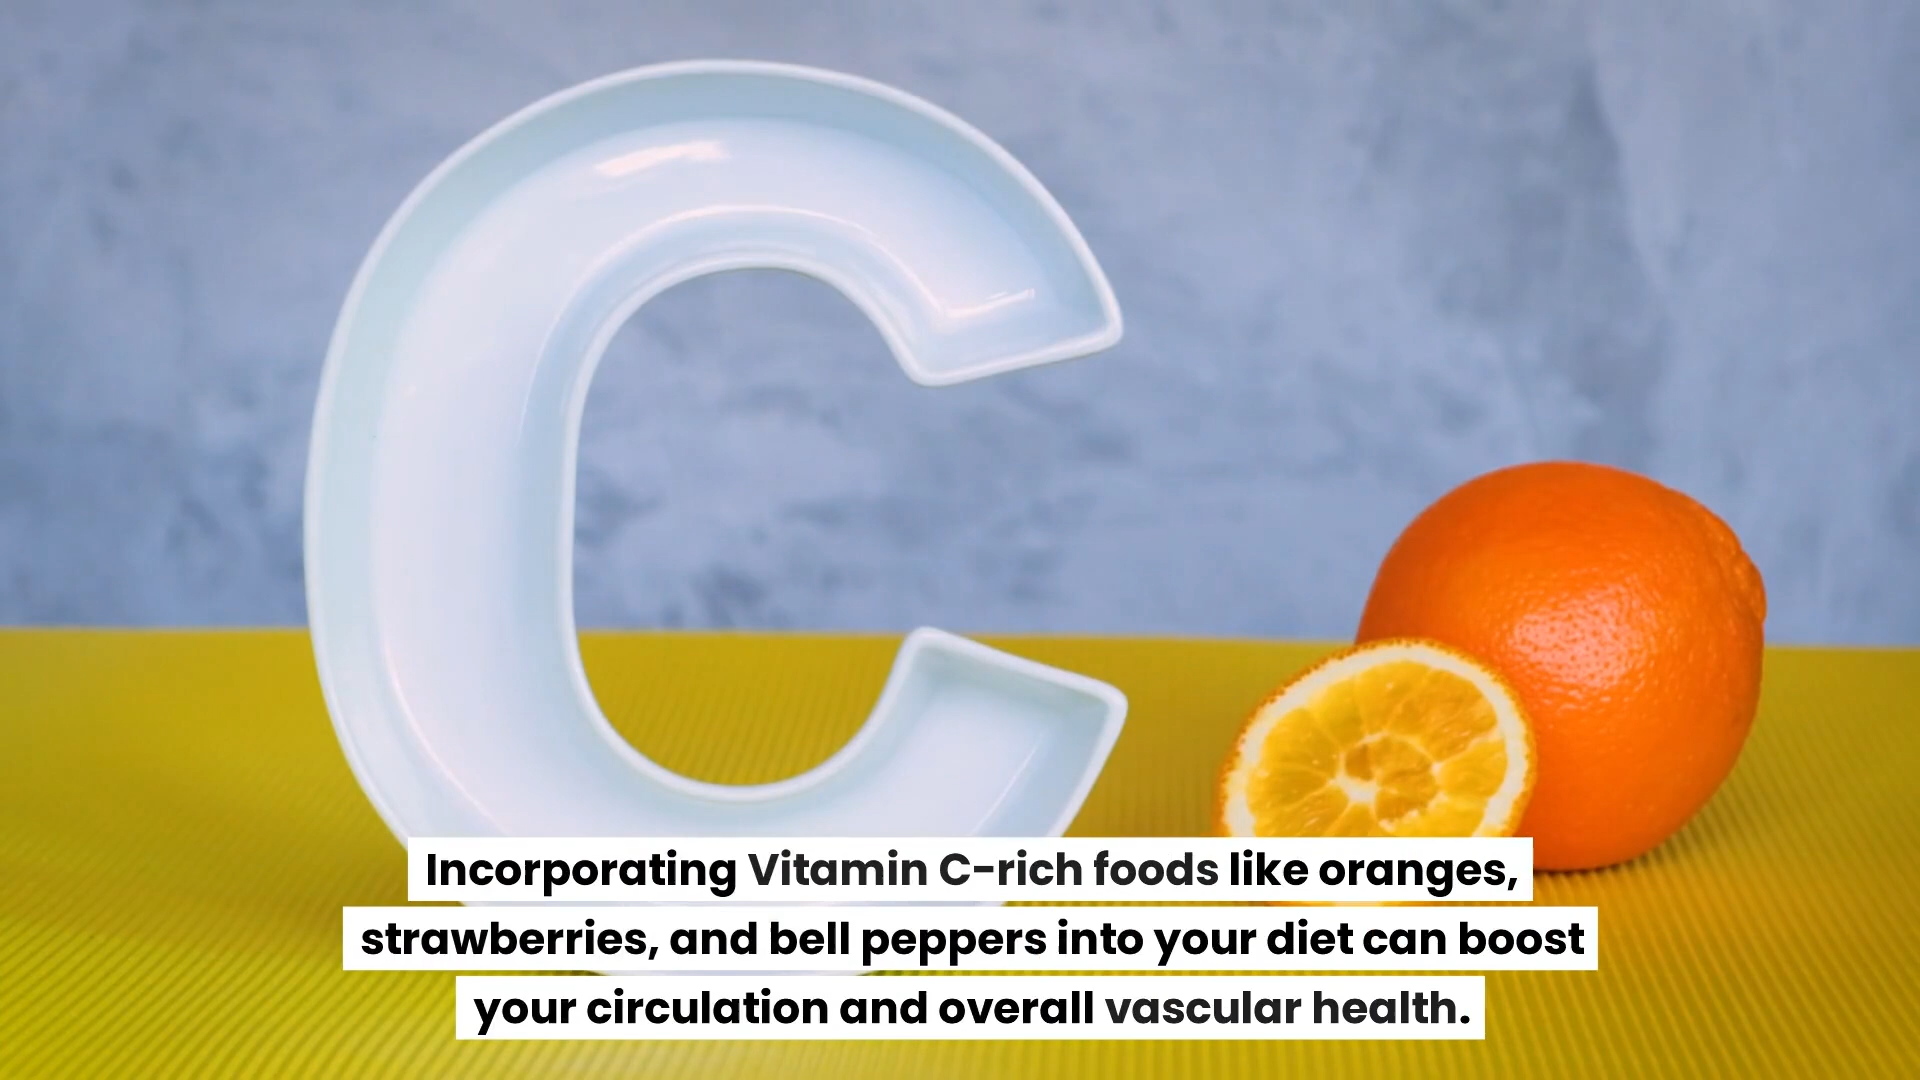 C
Incorporating Vitamin C-rich foods like oranges,
strawberries, and bell peppers into your diet can boost
your circulation and overall vascular health.